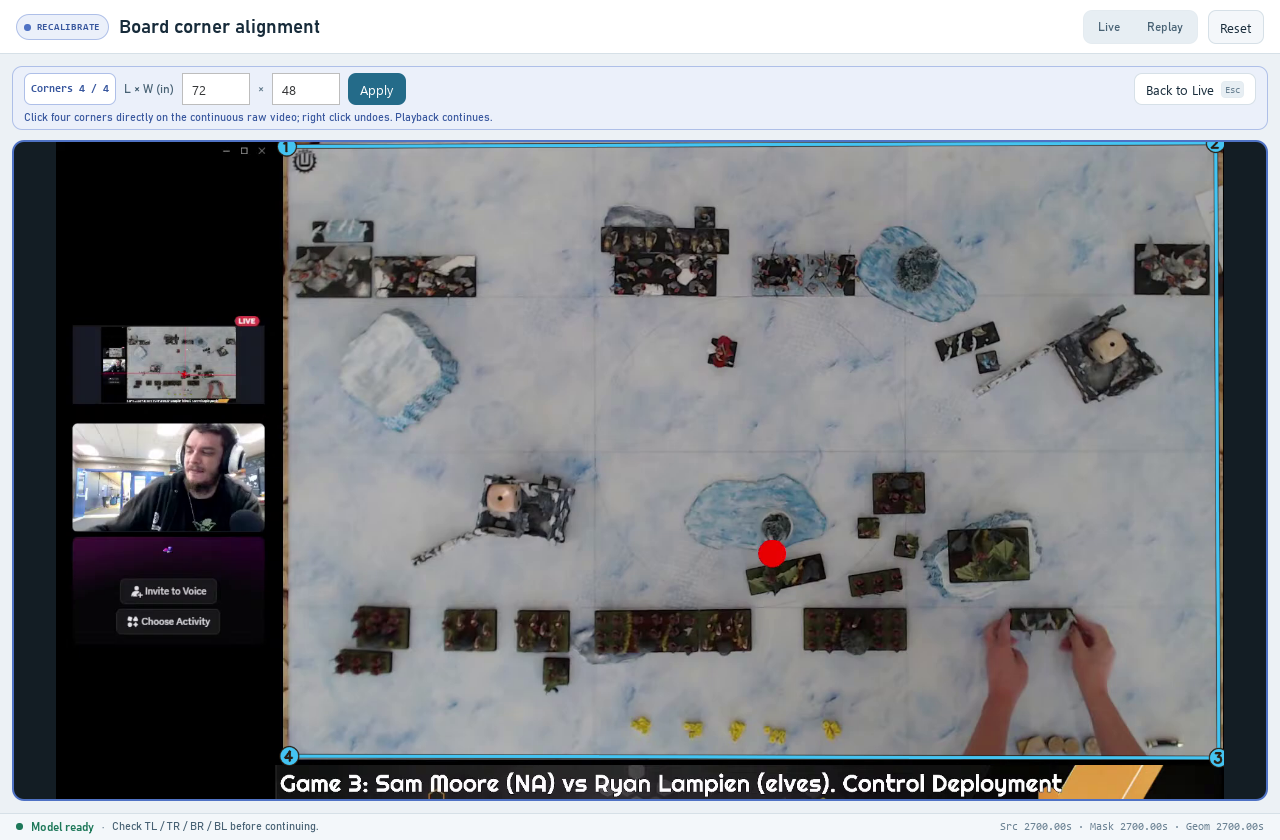 RECALIBRATE Board corner alignment Live Replay Reset
Corners 4 / 4 L × W (in) 72 × 48 Apply Back to Live Esc
Click four corners directly on the continuous raw video; right click undoes. Playback continues.
1
2
LIVE
Invite to Voice
Choose Activity
4
3
Game 3: Sam Moore (NA) vs Ryan Lampien (elves). Control Deployment
Model ready · Check TL / TR / BR / BL before continuing. Src 2700.00s · Mask 2700.00s · Geom 2700.00s